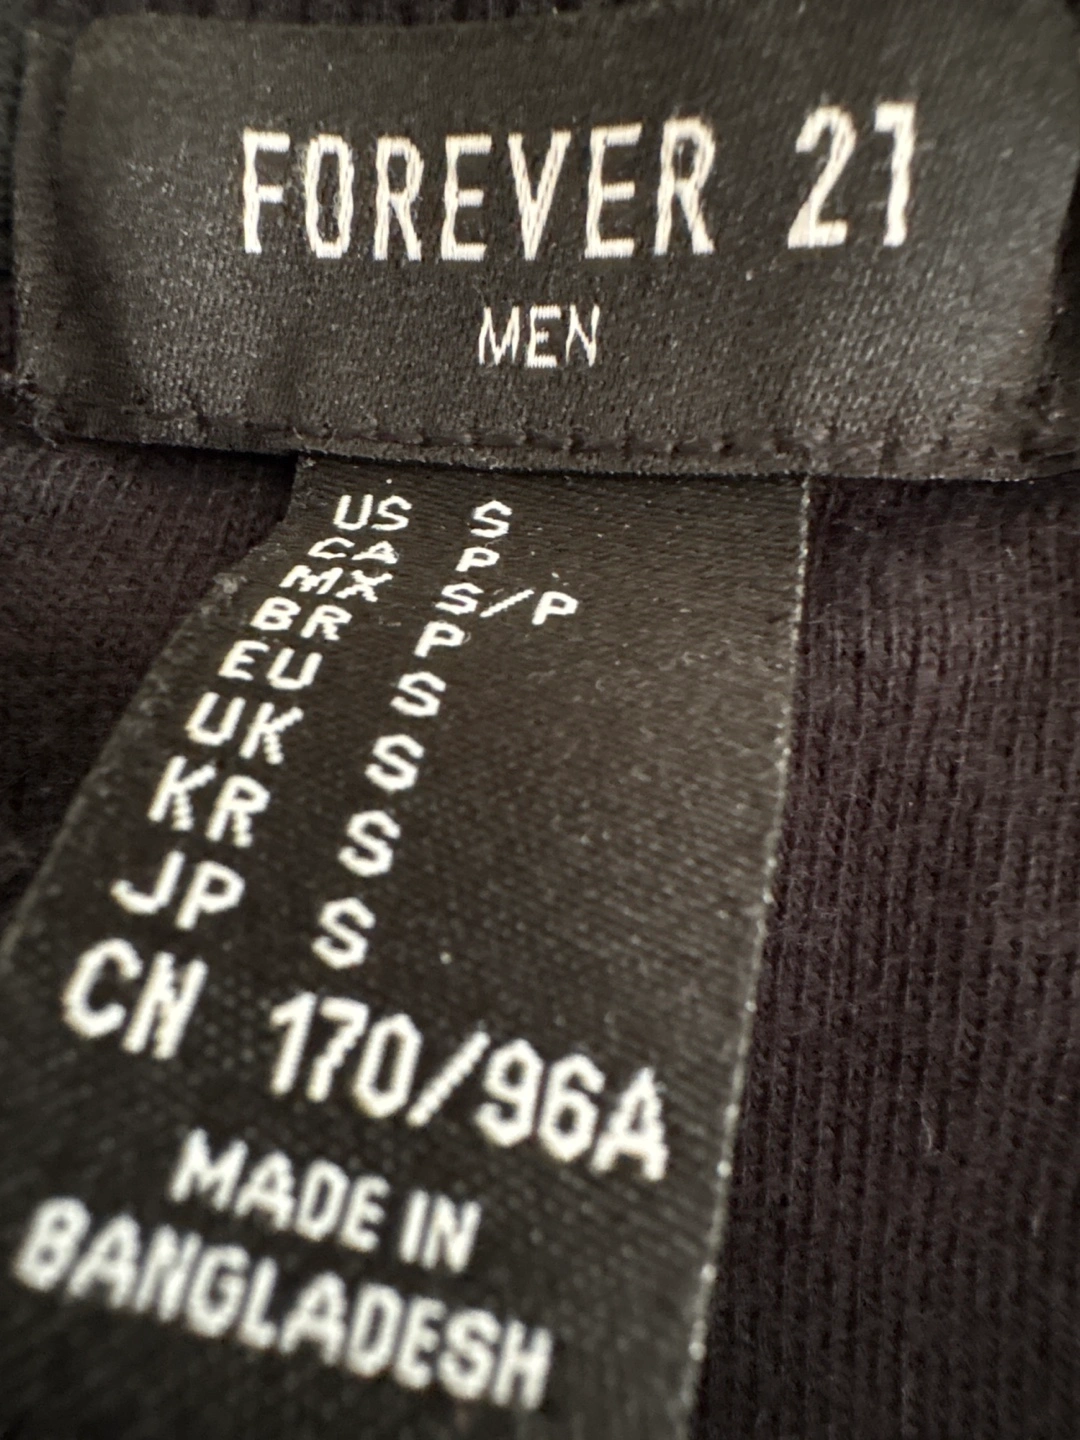 FOREVER 21
MEN
US S
CA P
MX S/P
BR P
EU S
UK S
KR S
JP S
CN 170/96A
MADE IN
BANGLADESH